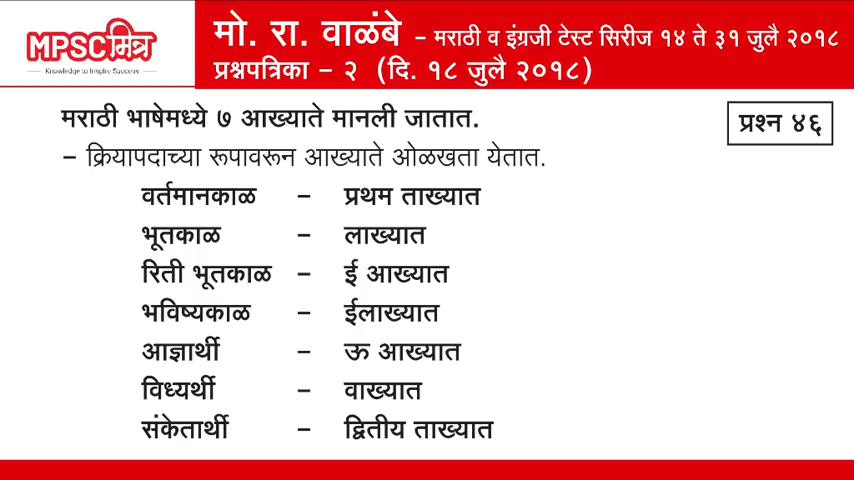 MPSCमित्र
Knowledge to Inspire Success
मो. रा. वाळंबे – मराठी व इंग्रजी टेस्ट सिरीज १४ ते ३१ जुलै २०१८
प्रश्नपत्रिका – २ (दि. १८ जुलै २०१८)
मराठी भाषेमध्ये ७ आख्याते मानली जातात.
प्रश्न ४६
– क्रियापदाच्या रूपावरून आख्याते ओळखता येतात.
वर्तमानकाळ – प्रथम ताख्यात
भूतकाळ – लाख्यात
रिती भूतकाळ – ई आख्यात
भविष्यकाळ – ईलाख्यात
आज्ञार्थी – ऊ आख्यात
विध्यर्थी – वाख्यात
संकेतार्थी – द्वितीय ताख्यात